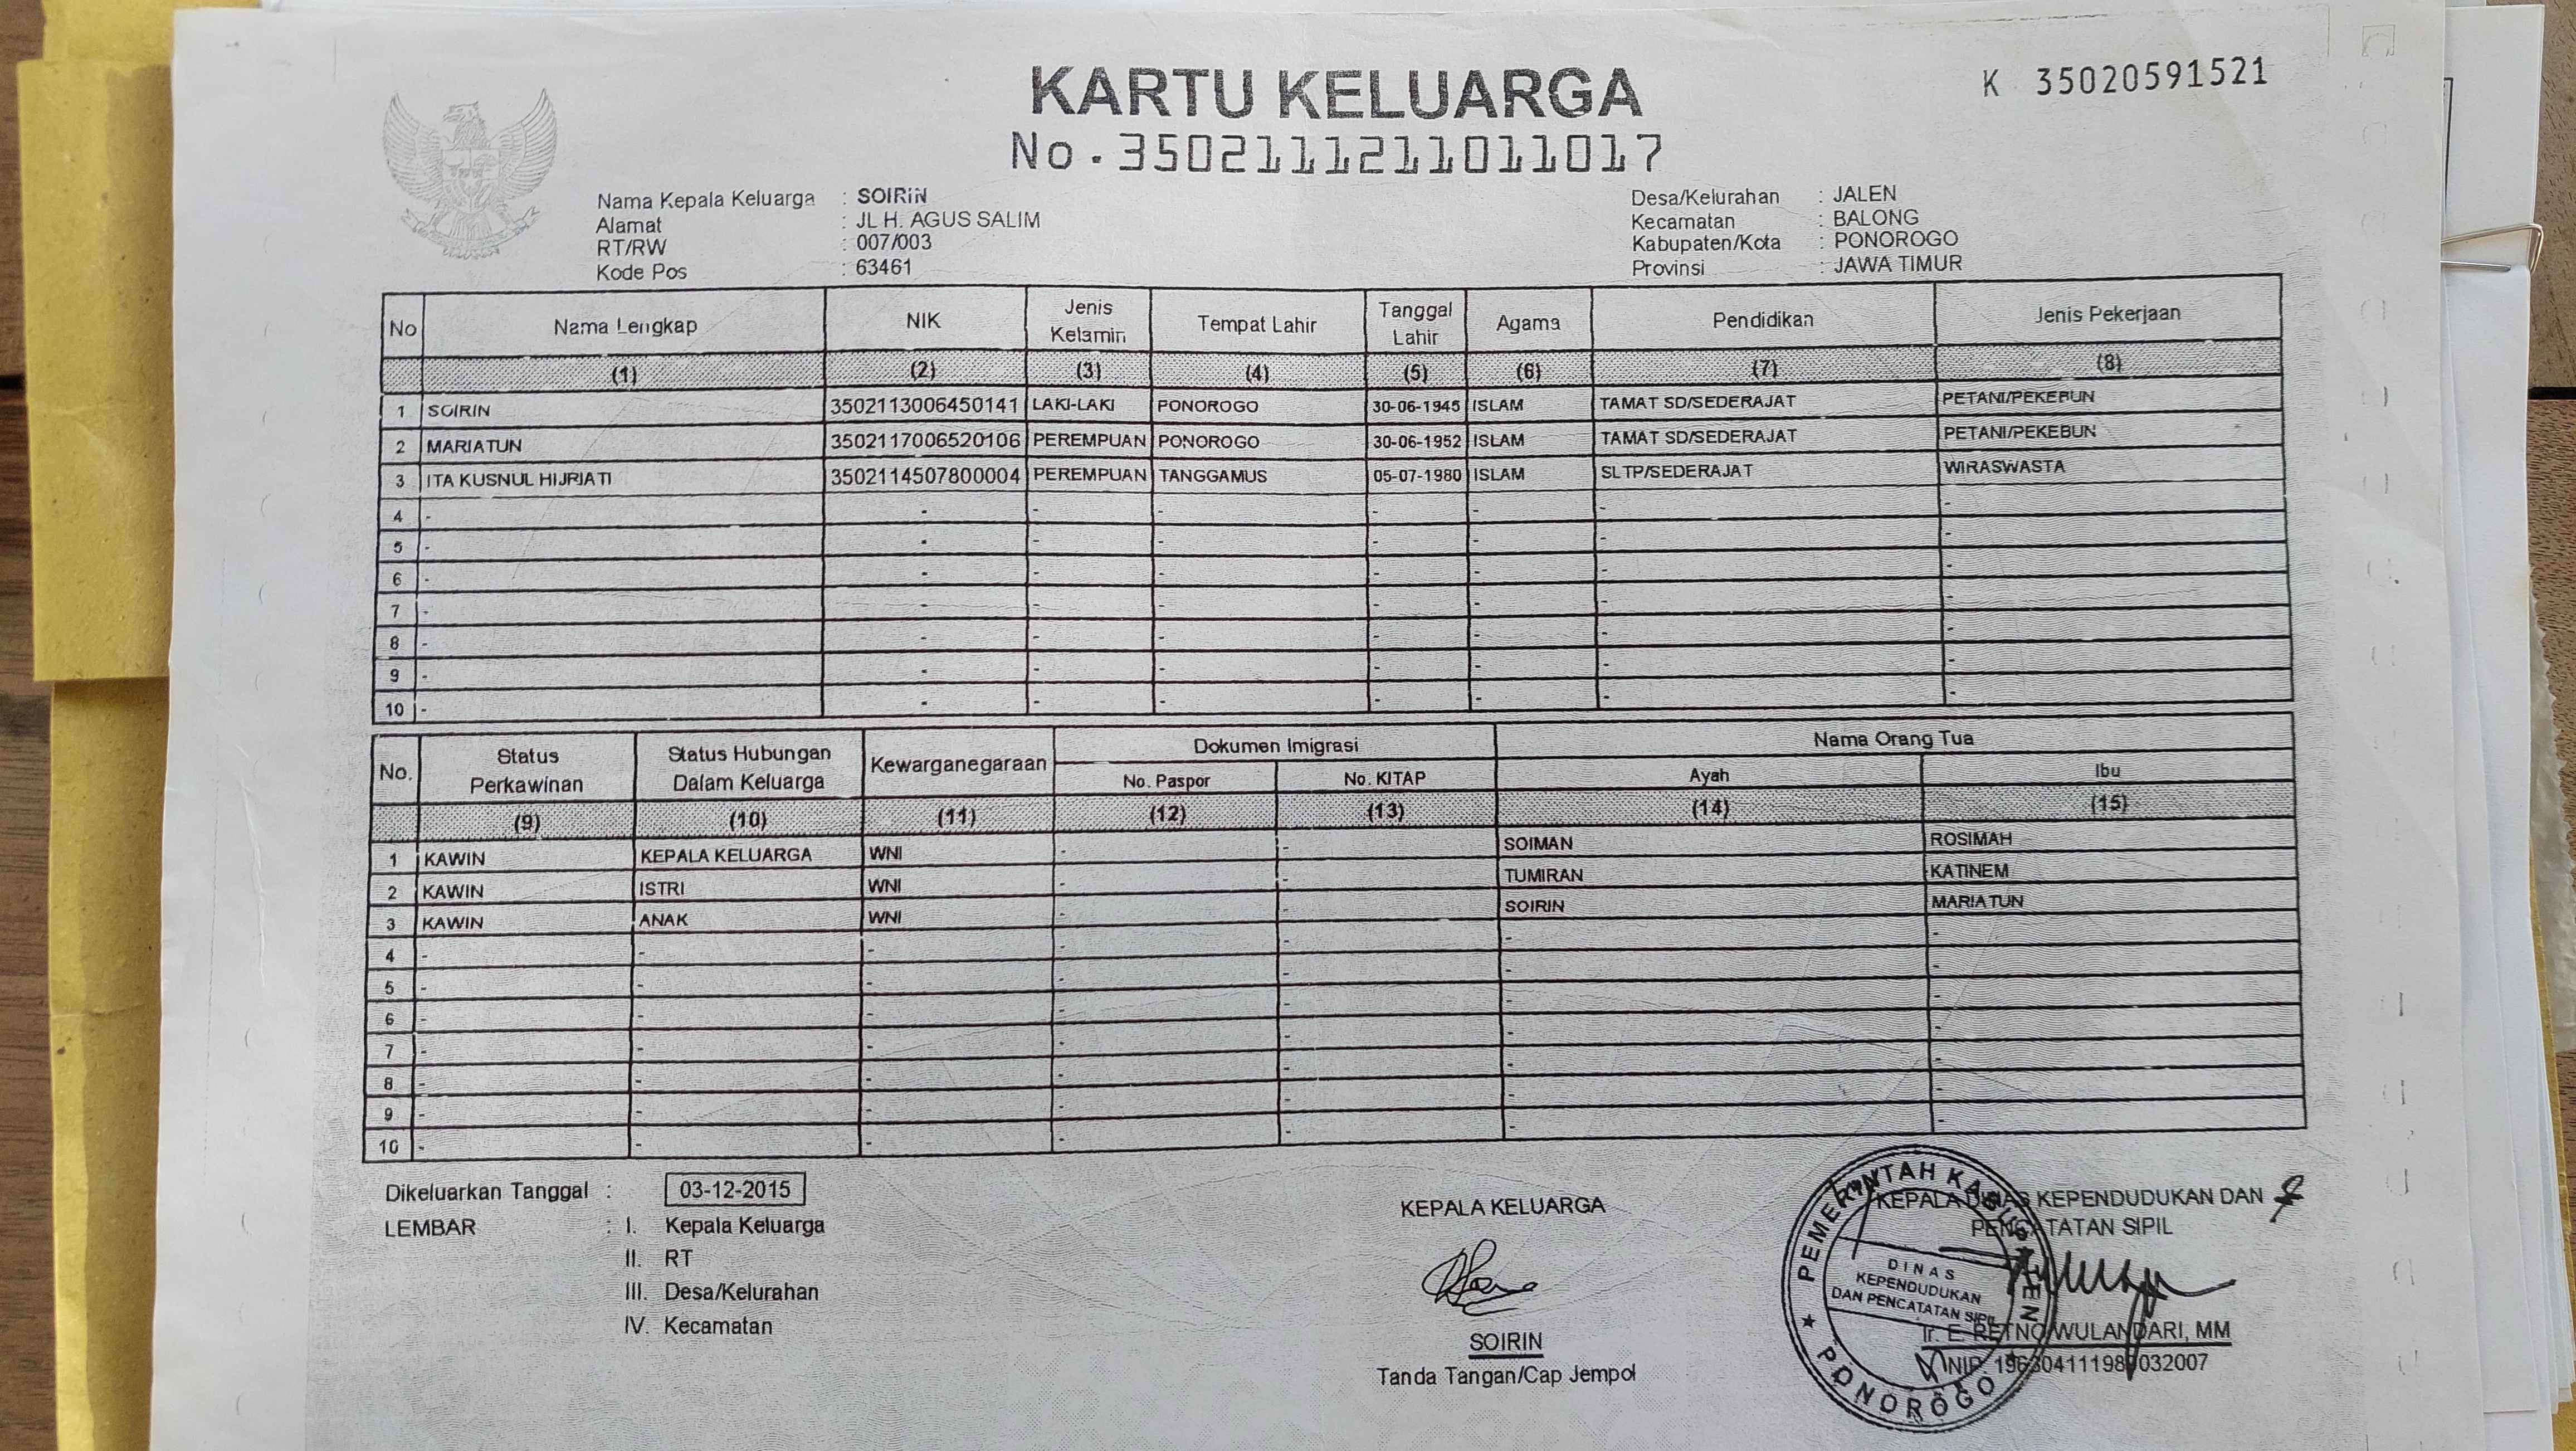 KARTU KELUARGA
K 35020591521
No. 3502111211011017
Nama Kepala Keluarga : SOIRIN
Alamat : JL H. AGUS SALIM
RT/RW : 007/003
Kode Pos : 63461
Desa/Kelurahan : JALEN
Kecamatan : BALONG
Kabupaten/Kota : PONOROGO
Provinsi : JAWA TIMUR
No Nama Lengkap NIK Jenis Kelamin Tempat Lahir Tanggal Lahir Agama Pendidikan Jenis Pekerjaan
(1) (2) (3) (4) (5) (6) (7) (8)
1 SOIRIN 3502113006450141 LAKI-LAKI PONOROGO 30-06-1945 ISLAM TAMAT SD/SEDERAJAT PETANI/PEKEBUN
2 MARIATUN 3502117006520106 PEREMPUAN PONOROGO 30-06-1952 ISLAM TAMAT SD/SEDERAJAT PETANI/PEKEBUN
3 ITA KUSNUL HIJRIATI 3502114507800004 PEREMPUAN TANGGAMUS 05-07-1980 ISLAM SLTP/SEDERAJAT WIRASWASTA
4 - - - - - - - -
5 - - - - - - - -
6 - - - - - - - -
7 - - - - - - - -
8 - - - - - - - -
9 - - - - - - - -
10 - - - - - - - -
No. Status Perkawinan Status Hubungan Dalam Keluarga Kewarganegaraan Dokumen Imigrasi Nama Orang Tua
No. Paspor No. KITAP Ayah Ibu
(9) (10) (11) (12) (13) (14) (15)
1 KAWIN KEPALA KELUARGA WNI - - SOIMAN ROSIMAH
2 KAWIN ISTRI WNI - - TUMIRAN KATINEM
3 KAWIN ANAK WNI - - SOIRIN MARIATUN
4 - - - - - - -
5 - - - - - - -
6 - - - - - - -
7 - - - - - - -
8 - - - - - - -
9 - - - - - - -
10 - - - - - - -
Dikeluarkan Tanggal : 03-12-2015
LEMBAR : I. Kepala Keluarga
II. RT
III. Desa/Kelurahan
IV. Kecamatan
KEPALA KELUARGA
SOIRIN
Tanda Tangan/Cap Jempol
KEPALA DINAS KEPENDUDUKAN DAN
PENCATATAN SIPIL
PEMERINTAH KABUPATEN
DINAS
KEPENDUDUKAN
DAN PENCATATAN SIPIL
PONOROGO
Ir. E. RETNO WULANDARI, MM
NIP.